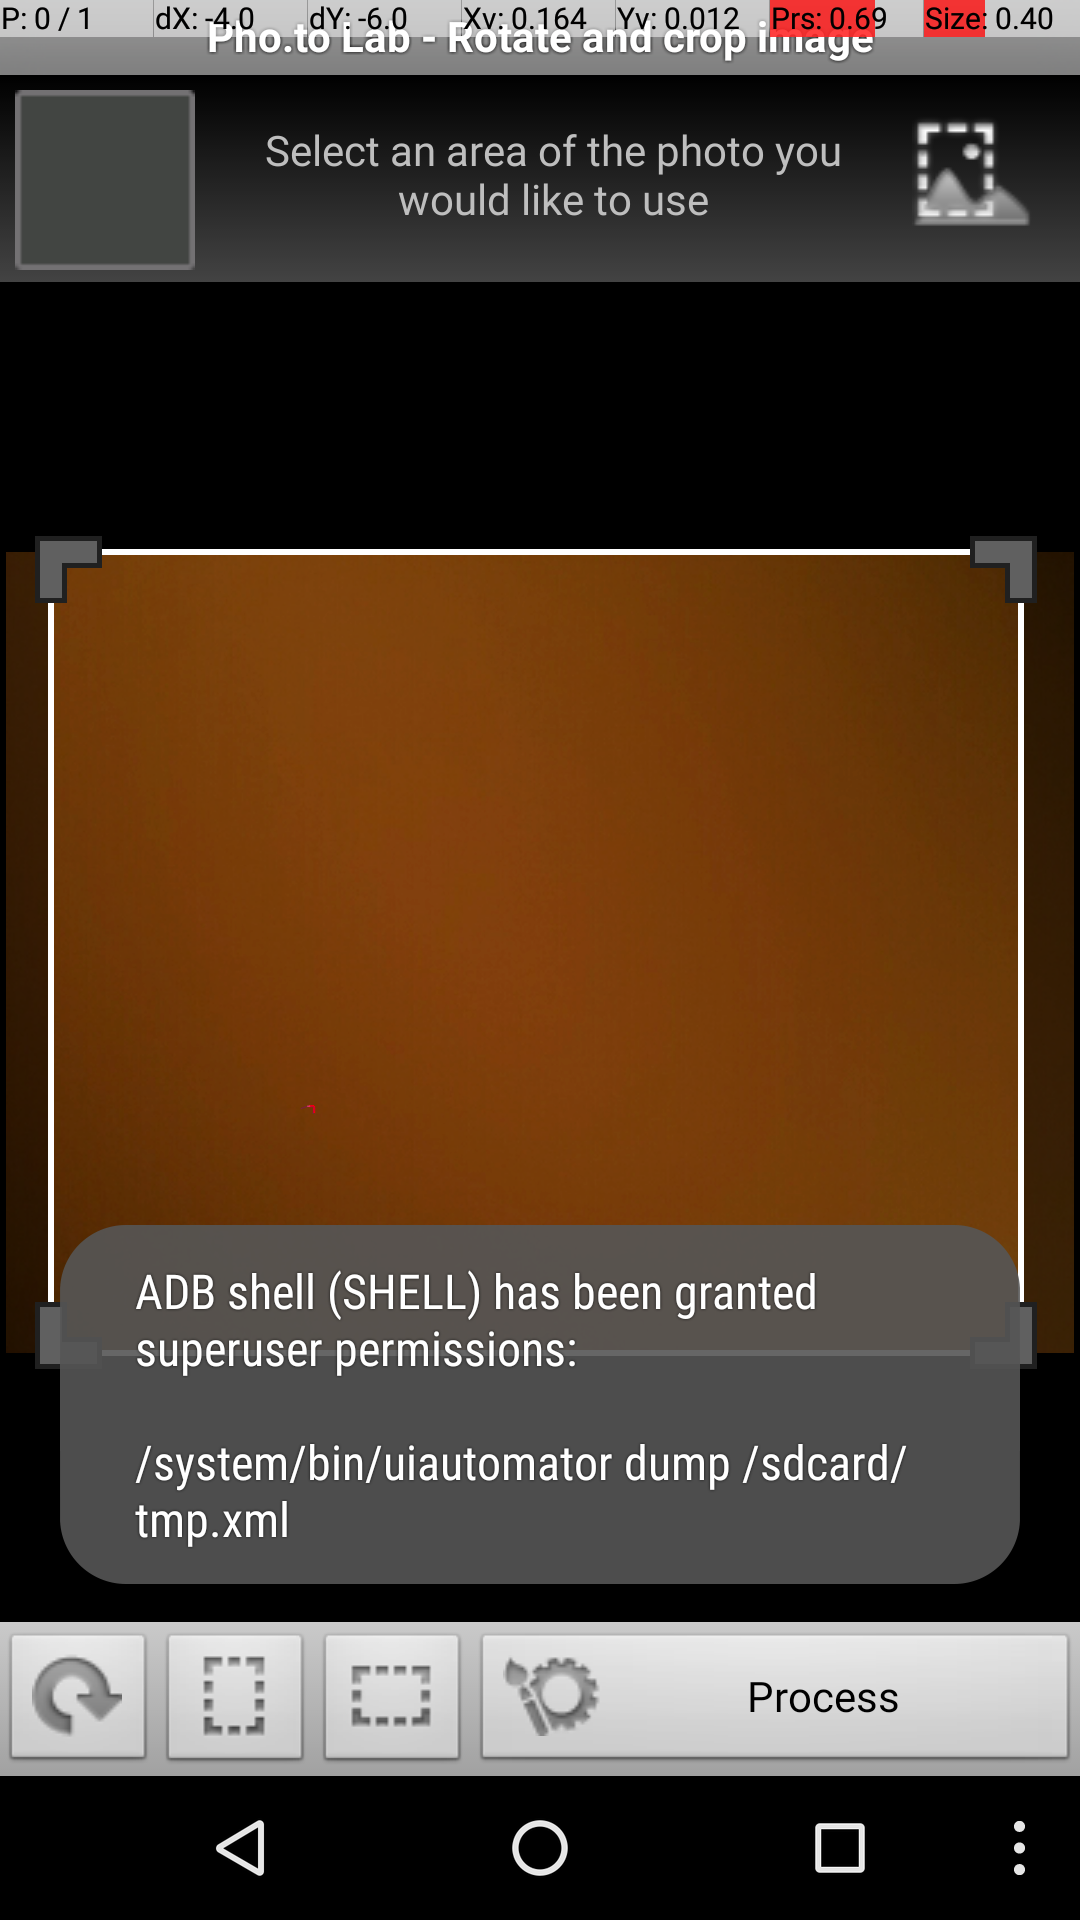 P: 0 / 1 dX: -4.0 dY: -6.0 Xv: 0.164 Yv: 0.012 Prs: 0.69 Size: 0.40
Pho.to Lab - Rotate and crop image
Select an area of the photo you
would like to use
ADB shell (SHELL) has been granted
superuser permissions:
/system/bin/uiautomator dump /sdcard/
tmp.xml
Process